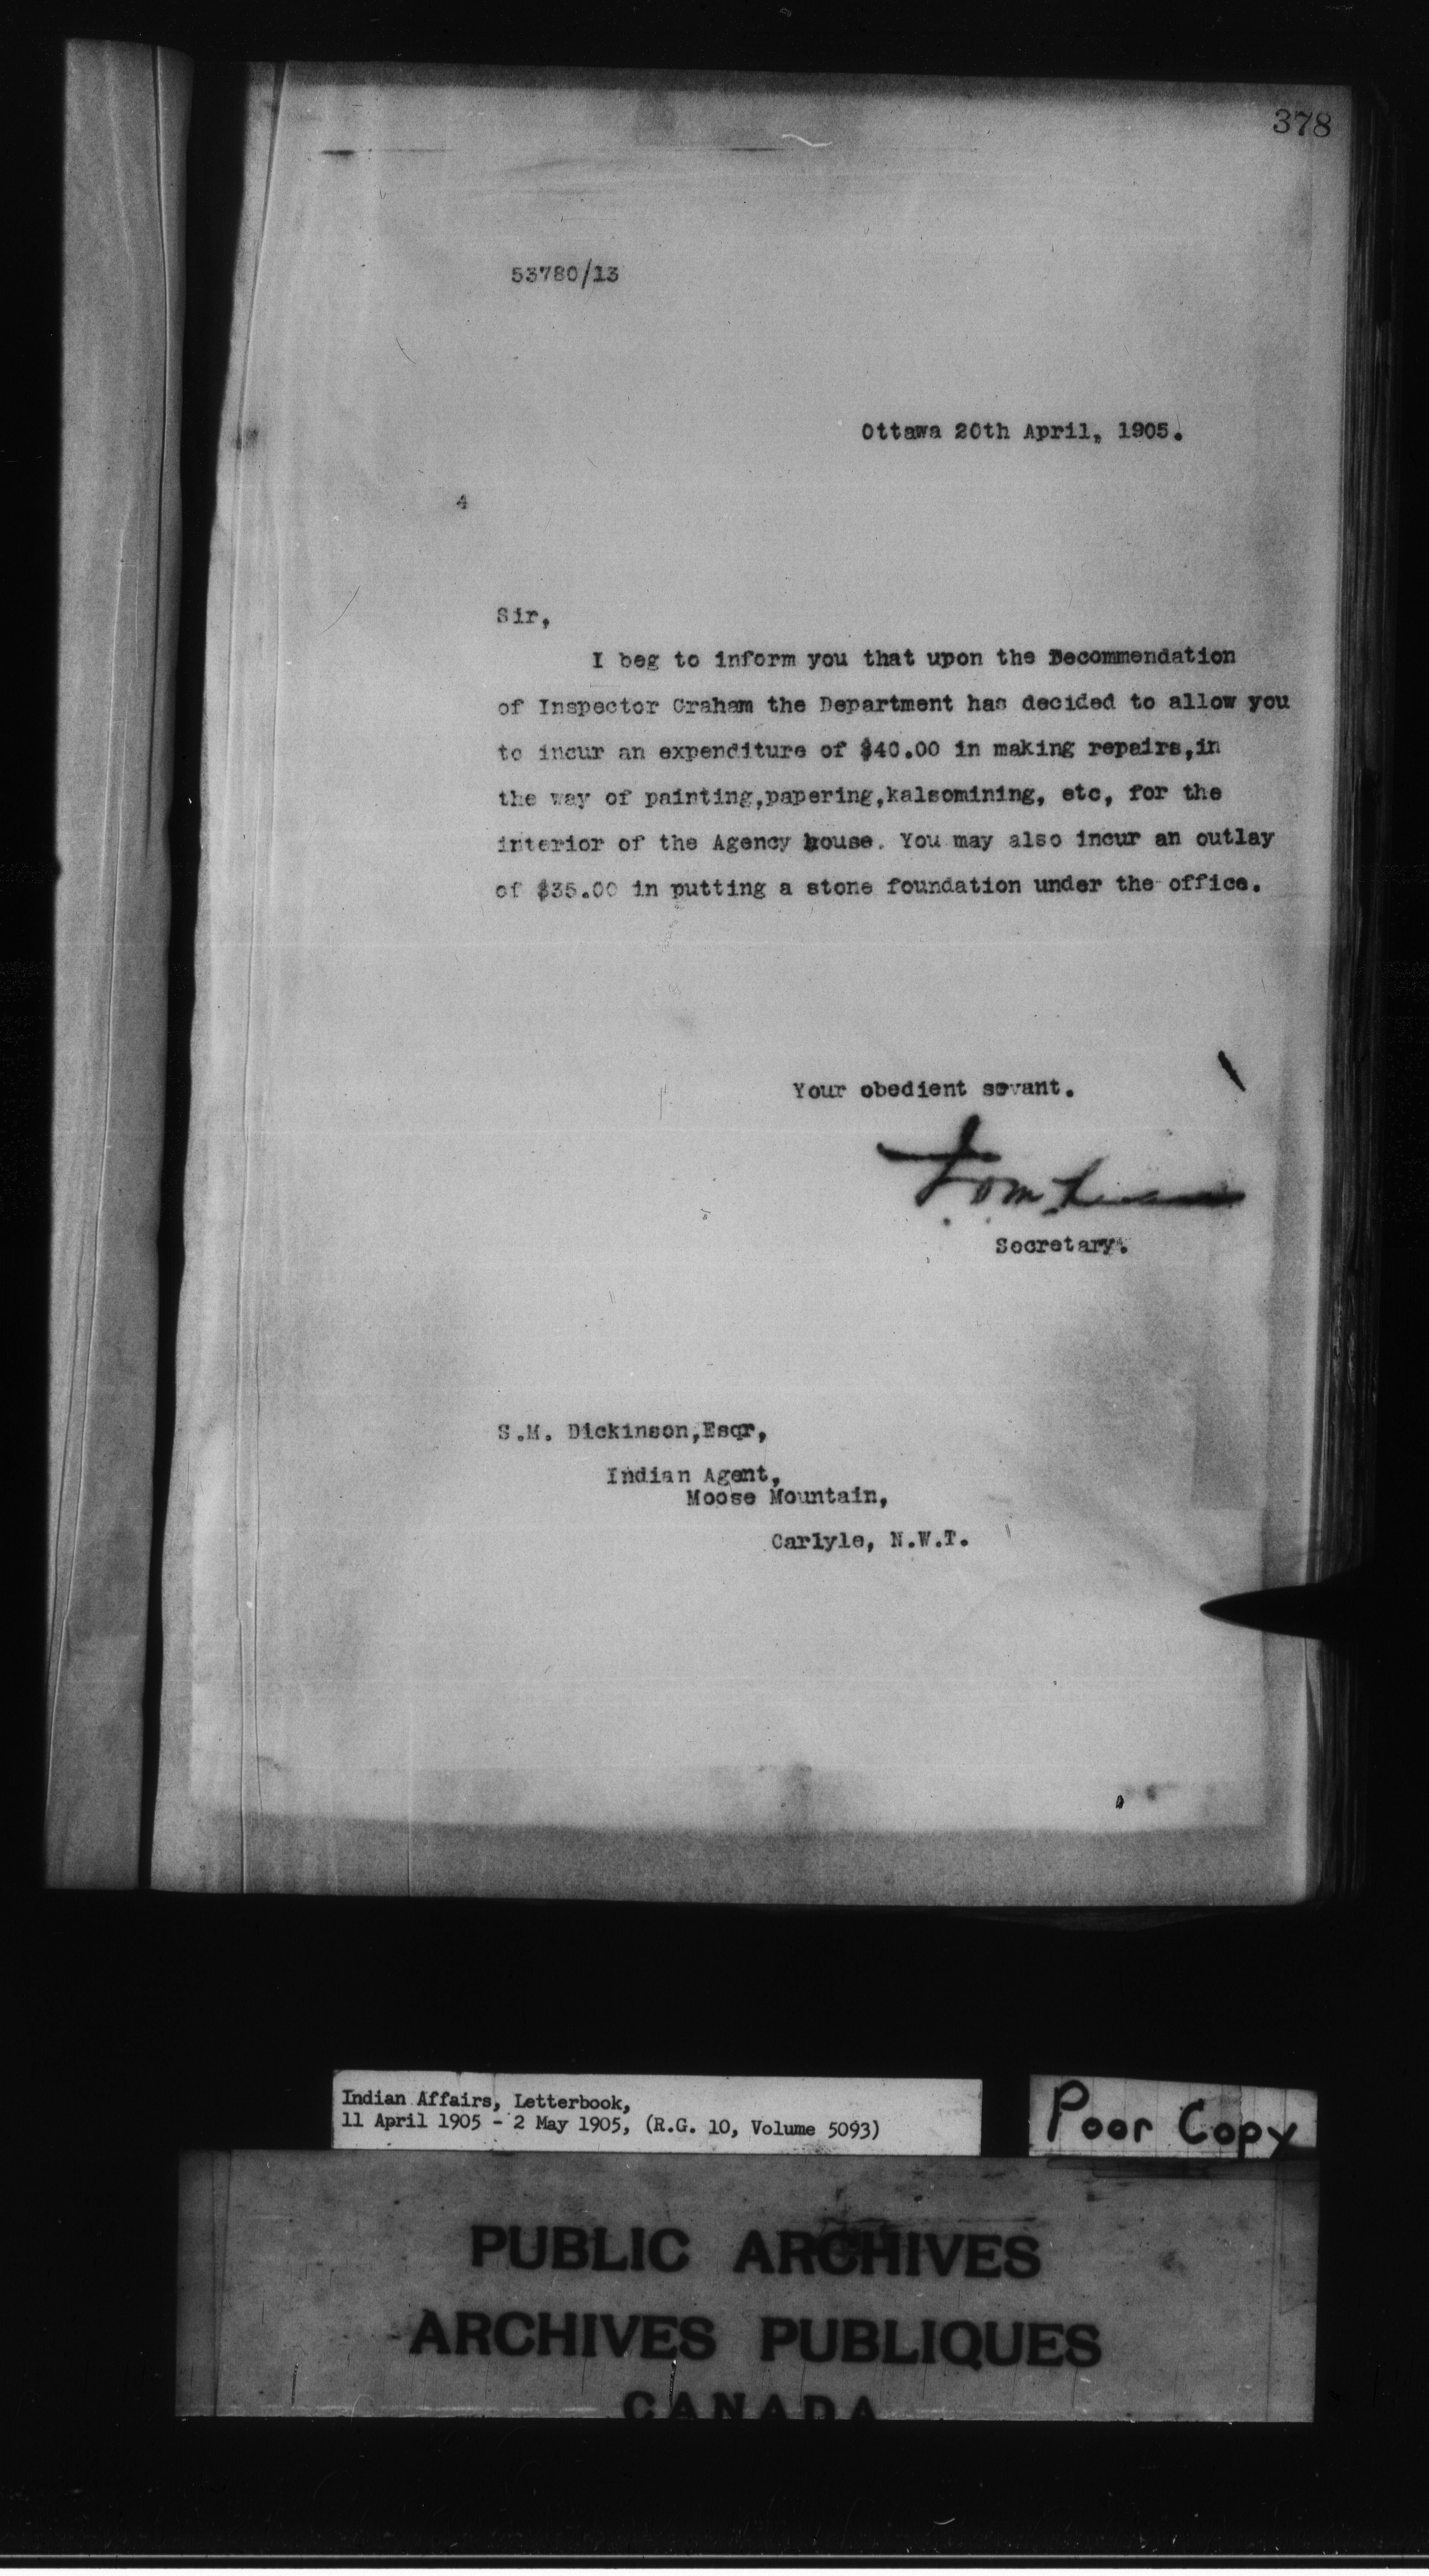 378
53780/13
Ottawa 20th April, 1905.
4
Sir,
I beg to inform you that upon the Recommendation
of Inspector Graham the Department has decided to allow you
to incur an expenditure of $40.00 in making repairs,in
the way of painting,papering,kalsomining, etc, for the
interior of the Agency house. You may also incur an outlay
of $35.00 in putting a stone foundation under the office.
Your obedient servant.
Secretary.
S.M. Dickinson,Esqr,
Indian Agent,
Moose Mountain,
Carlyle, N.W.T.
Indian Affairs, Letterbook,
11 April 1905 - 2 May 1905, (R.G. 10, Volume 5093)
Poor Copy
PUBLIC ARCHIVES
ARCHIVES PUBLIQUES
CANADA